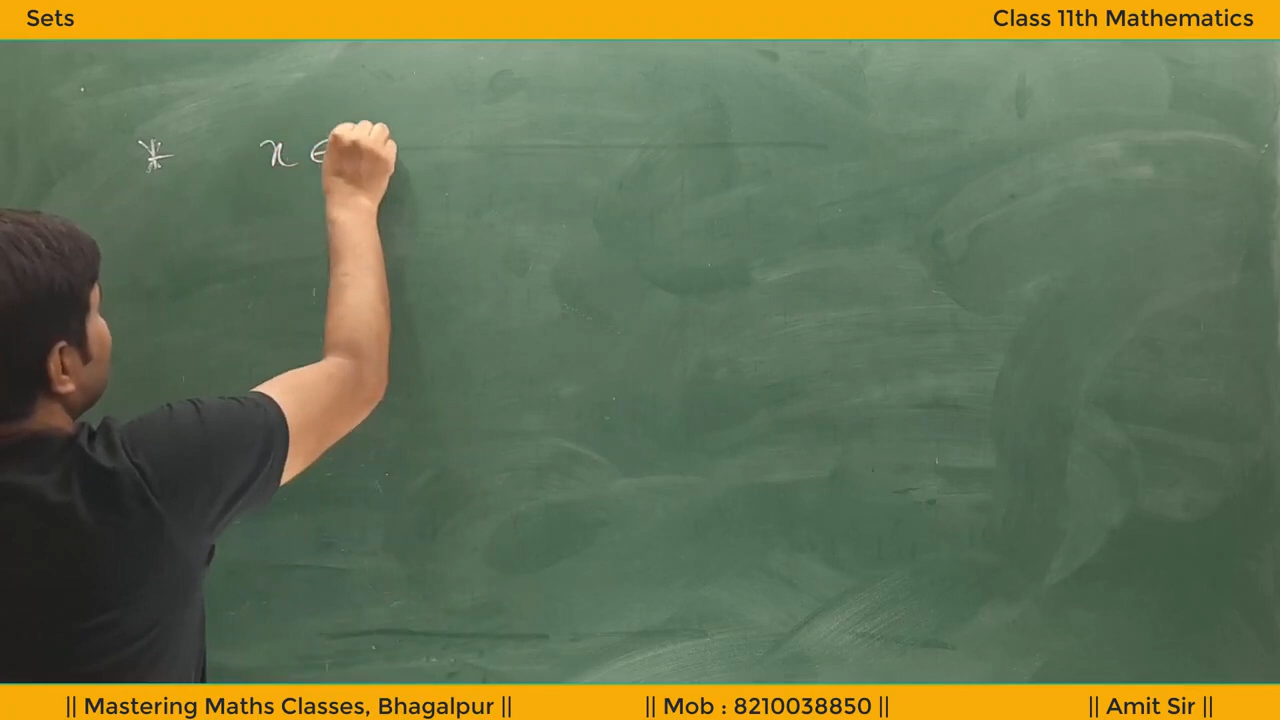 Sets
Class 11th Mathematics
* x ∈
|| Mastering Maths Classes, Bhagalpur ||
|| Mob : 8210038850 ||
|| Amit Sir ||